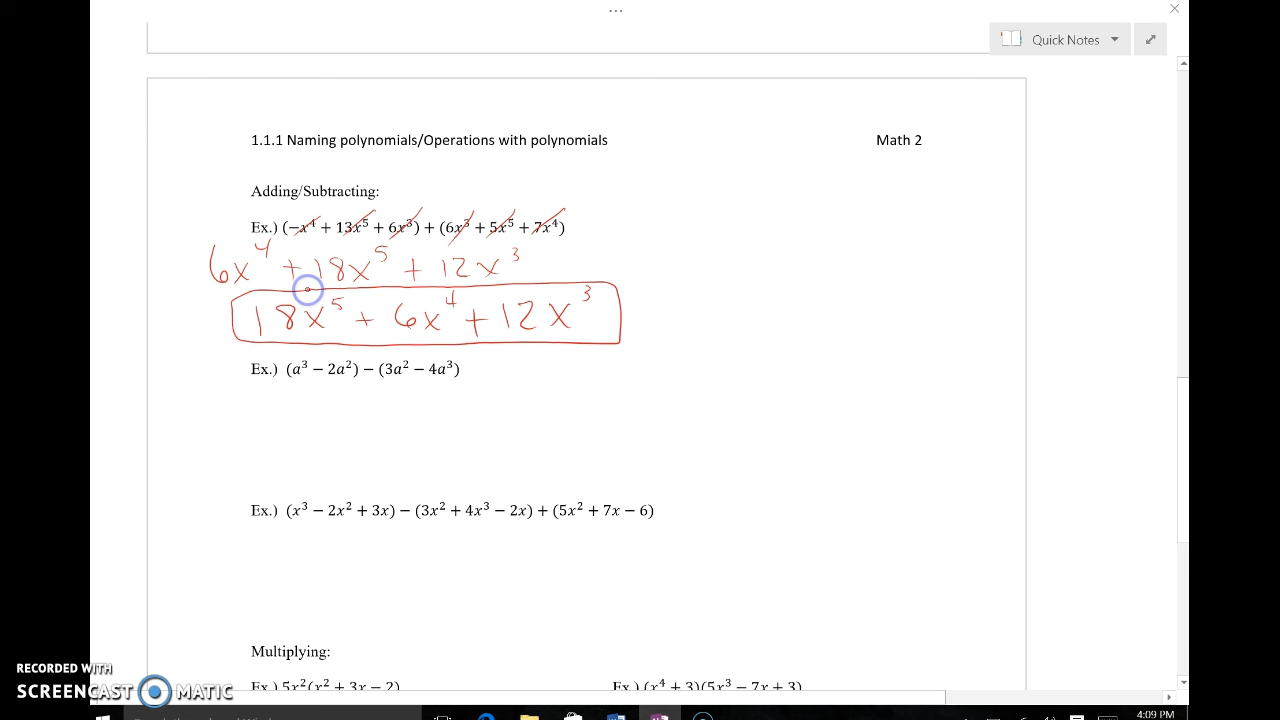 ...
Quick Notes
1.1.1 Naming polynomials/Operations with polynomials Math 2
Adding/Subtracting:
Ex.) (−x⁴ + 13x⁵ + 6x³) + (6x³ + 5x⁵ + 7x⁴)
6x⁴ + 18x⁵ + 12x³
18x⁵ + 6x⁴ + 12x³
Ex.) (a³ − 2a²) − (3a² − 4a³)
Ex.) (x³ − 2x² + 3x) − (3x² + 4x³ − 2x) + (5x² + 7x − 6)
Multiplying:
Ex.) 5x²(x² + 3x − 2) Ex.) (x⁴ + 3)(5x³ − 7x + 3)
RECORDED WITH
SCREENCAST MATIC
4:09 PM